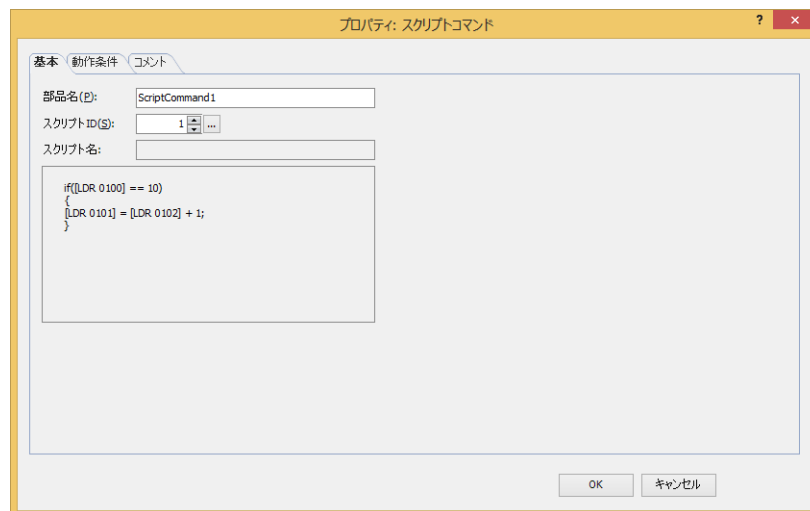 プロパティ: スクリプトコマンド
?
×
基本 動作条件 コメント
部品名(P): ScriptCommand1
スクリプトID(S): 1 ...
スクリプト名:
if([LDR 0100] == 10)
{
[LDR 0101] = [LDR 0102] + 1;
}
OK キャンセル